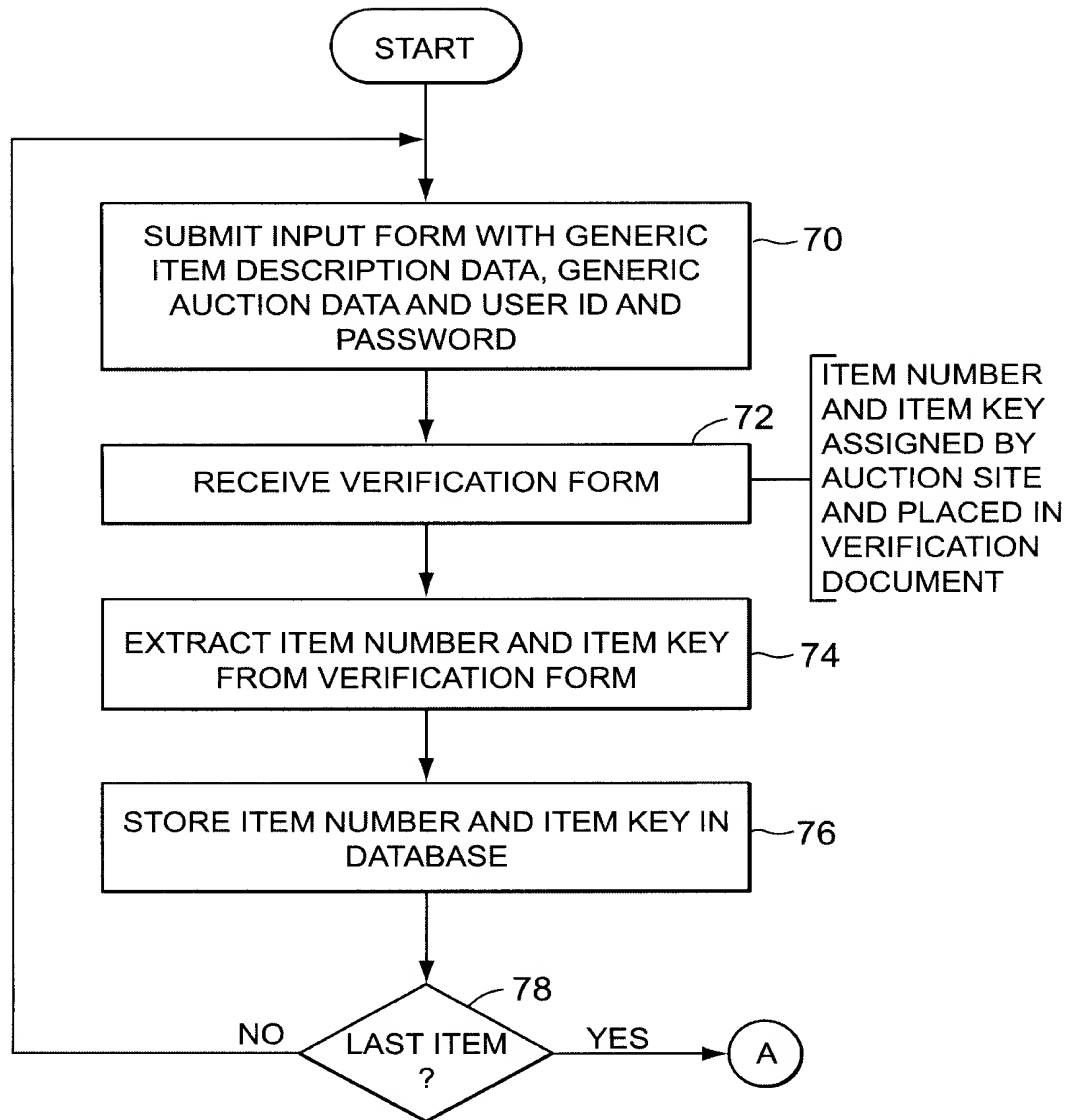 START
SUBMIT INPUT FORM WITH GENERIC
ITEM DESCRIPTION DATA, GENERIC
AUCTION DATA AND USER ID AND
PASSWORD
70
72
RECEIVE VERIFICATION FORM
ITEM NUMBER
AND ITEM KEY
ASSIGNED BY
AUCTION SITE
AND PLACED IN
VERIFICATION
DOCUMENT
EXTRACT ITEM NUMBER AND ITEM KEY
FROM VERIFICATION FORM
74
STORE ITEM NUMBER AND ITEM KEY IN
DATABASE
76
78
NO
LAST ITEM
?
YES
A